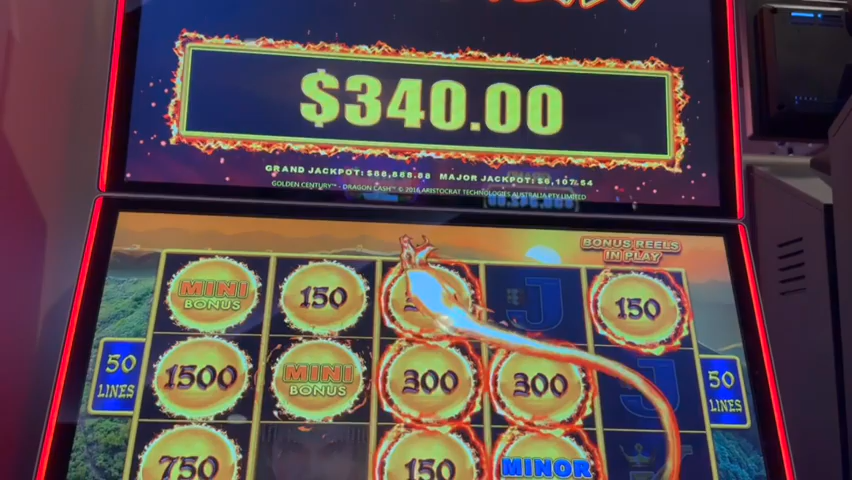 $340.00
GRAND JACKPOT: $86,868.88 MAJOR JACKPOT: $6,107.54
GOLDEN CENTURY™ - DRAGON CASH™ © 2016 ARISTOCRAT TECHNOLOGIES AUSTRALIA PTY LIMITED
BONUS REELS
IN PLAY
MINI
BONUS
150
J
150
50
LINES
1500
MINI
BONUS
300
300
J
50
LINES
750
150
MINOR